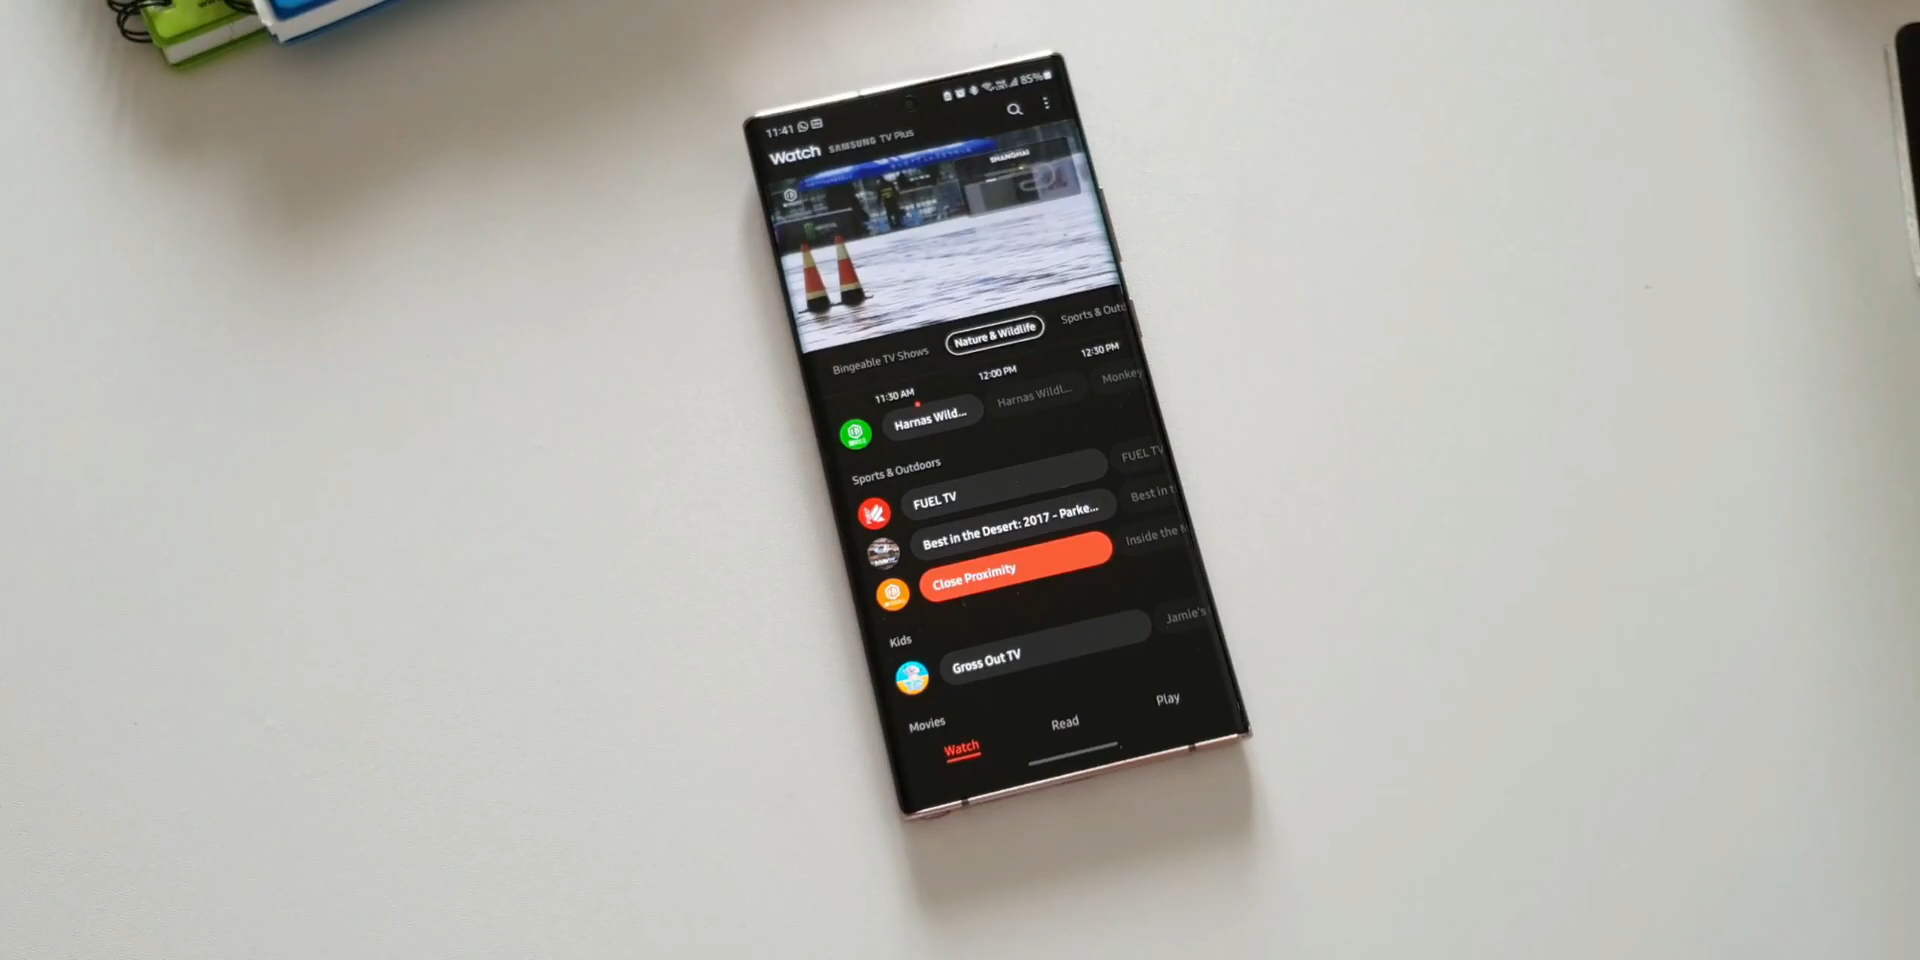 11:41
85%
Watch SAMSUNG TV Plus
SHANGHAI
Bingeable TV Shows
Nature & Wildlife
Sports & Outd
11:30 AM
12:00 PM
12:30 PM
Harnas Wild...
Harnas Wildl...
Monkey
Sports & Outdoors
FUEL TV
FUEL TV
Best in the Desert: 2017 - Parke...
Best in t
Close Proximity
Inside the
Kids
Gross Out TV
Jamie's
Movies
Watch
Read
Play